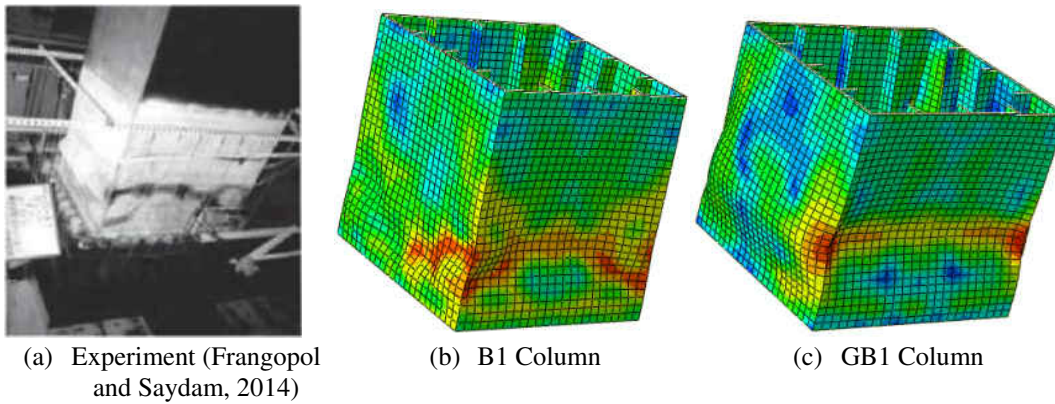 (a) Experiment (Frangopol
and Saydam, 2014)
(b) B1 Column
(c) GB1 Column